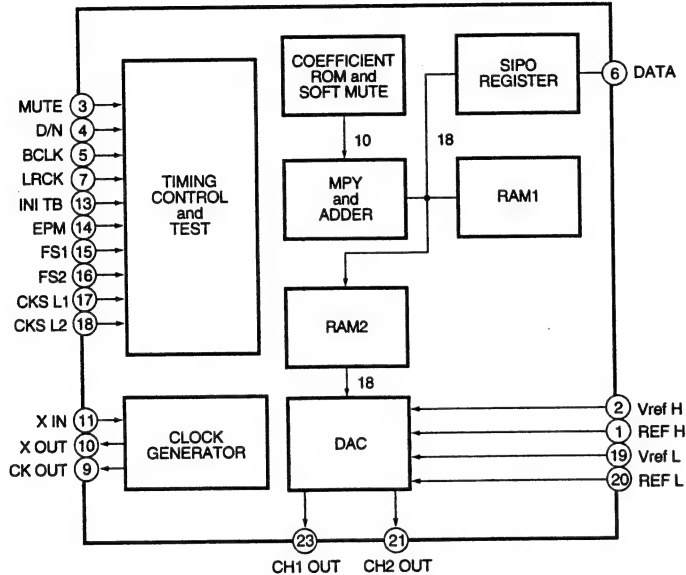 COEFFICIENT
ROM and
SOFT MUTE
SIPO
REGISTER
6 DATA
MUTE 3
D/N 4
BCLK 5
LRCK 7
INI TB 13
EPM 14
FS1 15
FS2 16
CKS L1 17
CKS L2 18
TIMING
CONTROL
and
TEST
10
18
MPY
and
ADDER
RAM1
RAM2
18
X IN 11
X OUT 10
CK OUT 9
CLOCK
GENERATOR
DAC
2 Vref H
1 REF H
19 Vref L
20 REF L
23
CH1 OUT
21
CH2 OUT